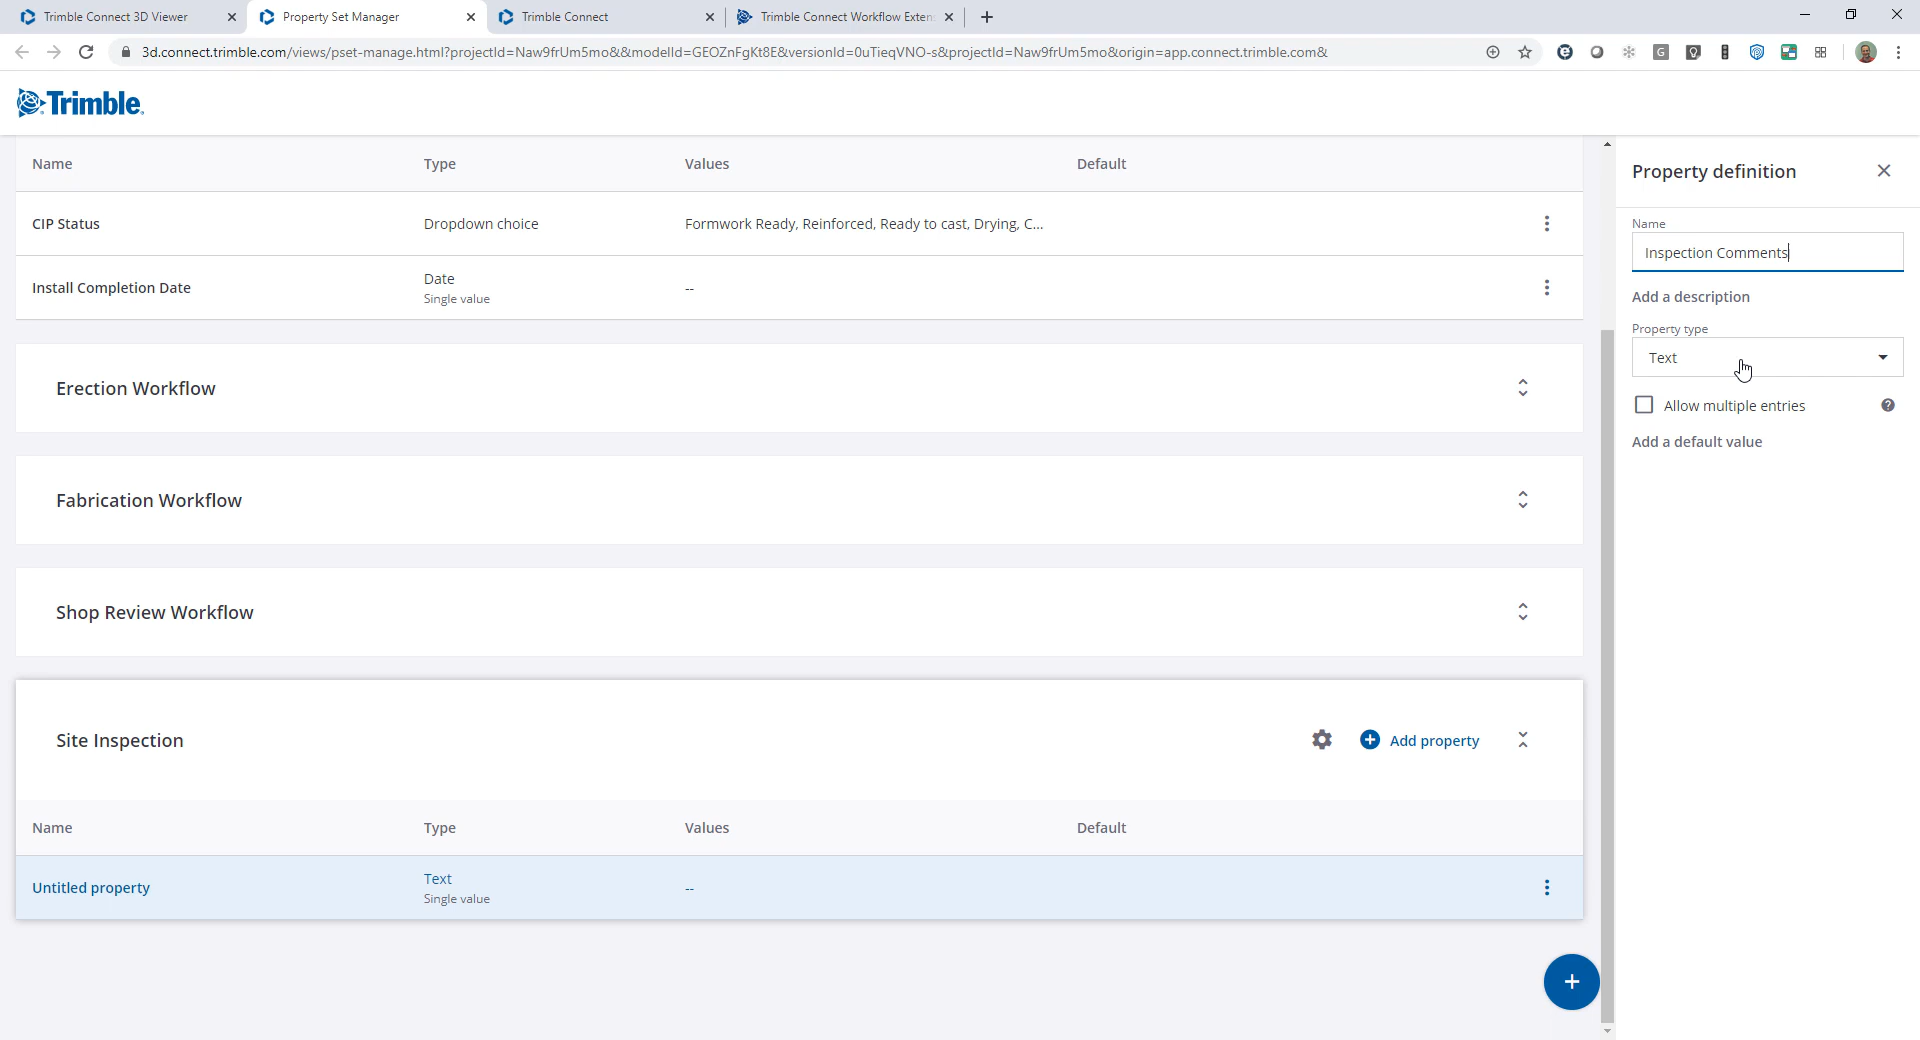 Trimble Connect 3D Viewer
Property Set Manager
Trimble Connect
Trimble Connect Workflow Exten
3d.connect.trimble.com/views/pset-manage.html?projectId=Naw9frUm5mo&&modelId=GEOZnFgKt8E&versionId=0uTieqVNO-s&projectId=Naw9frUm5mo&origin=app.connect.trimble.com&
G
Trimble
Name Type Values Default
CIP Status Dropdown choice Formwork Ready, Reinforced, Ready to cast, Drying, C...
Install Completion Date Date --
Single value
Erection Workflow
Fabrication Workflow
Shop Review Workflow
Site Inspection
Add property
Name Type Values Default
Untitled property Text --
Single value
Property definition
Name
Inspection Comments
Add a description
Property type
Text
Allow multiple entries
Add a default value